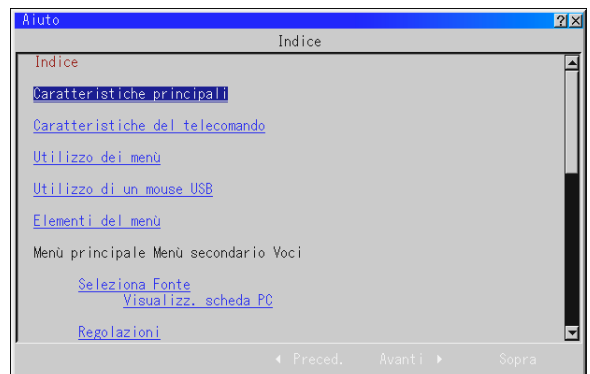 Aiuto
Indice
Indice
Caratteristiche principali
Caratteristiche del telecomando
Utilizzo dei menù
Utilizzo di un mouse USB
Elementi del menù
Menù principale Menù secondario Voci
Seleziona Fonte
Visualizz. scheda PC
Regolazioni
Preced. Avanti Sopra